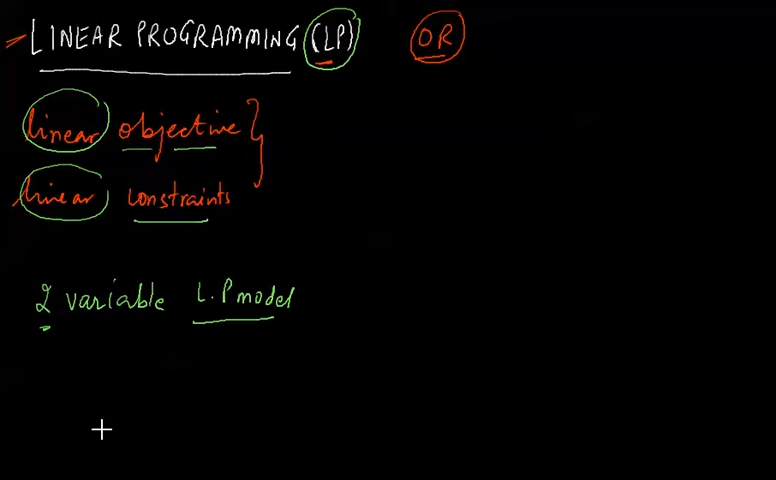 LINEAR PROGRAMMING (LP) OR
linear objective
linear constraints
2 variable L.P model